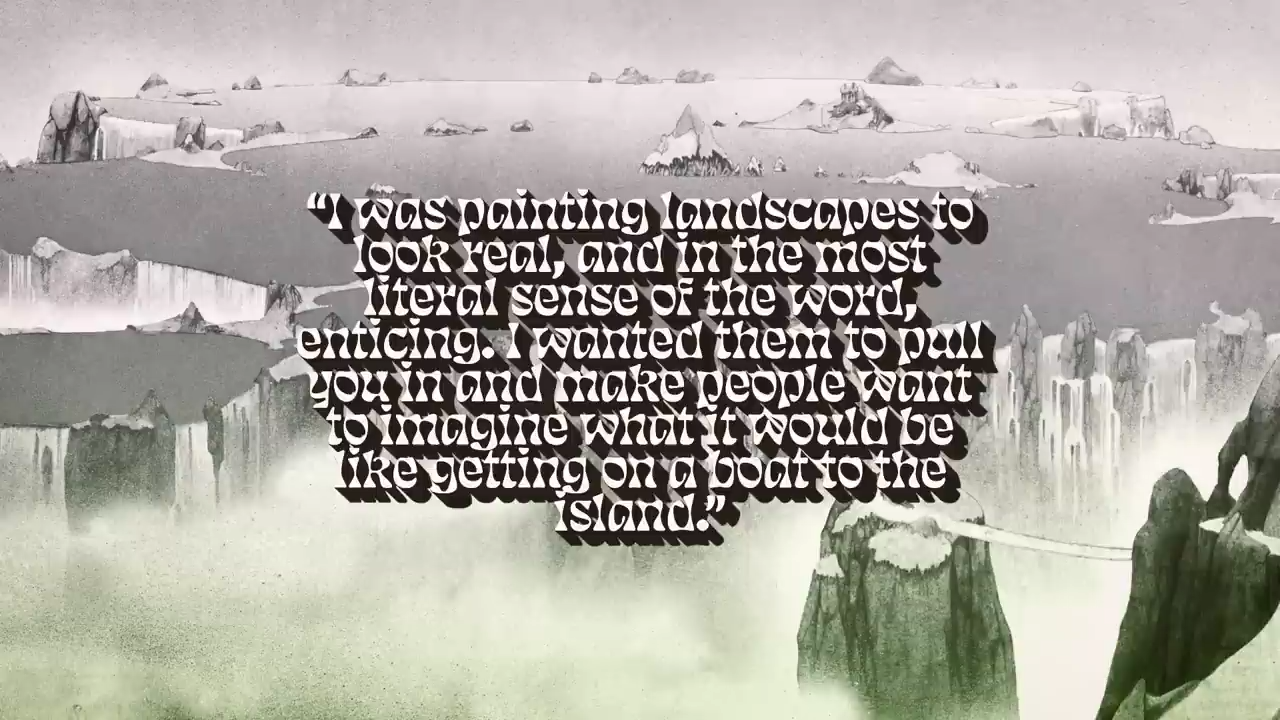 “I was painting landscapes to
look real, and in the most
literal sense of the word,
enticing. I wanted them to pull
you in and make people want
to imagine what it would be
like getting on a boat to the
island.”